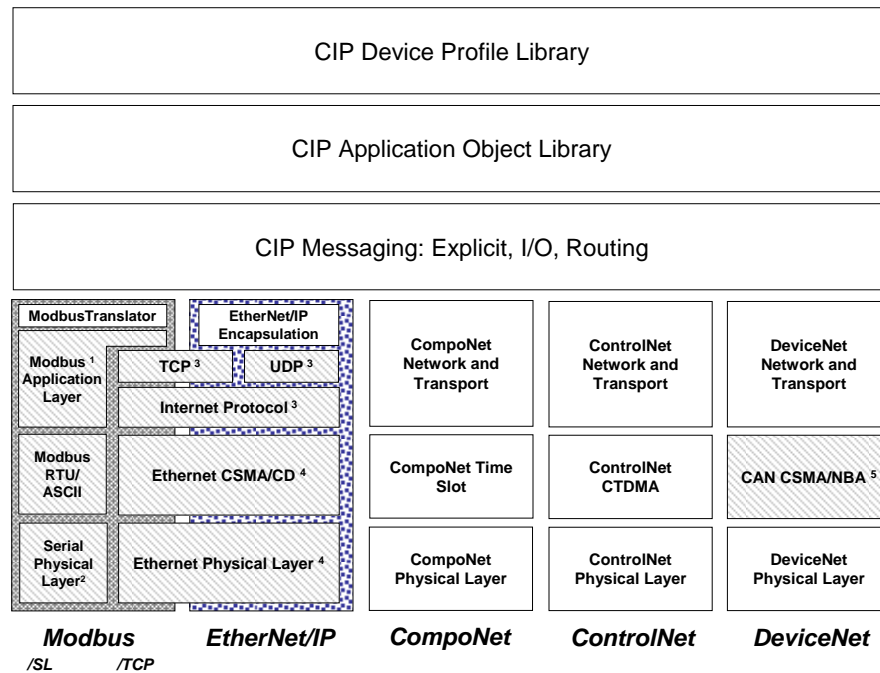 CIP Device Profile Library
CIP Application Object Library
CIP Messaging: Explicit, I/O, Routing
ModbusTranslator
Modbus ¹
Application
Layer
Modbus
RTU/
ASCII
Serial
Physical
Layer²
EtherNet/IP
Encapsulation
TCP ³
UDP ³
Internet Protocol ³
Ethernet CSMA/CD ⁴
Ethernet Physical Layer ⁴
CompoNet
Network and
Transport
CompoNet Time
Slot
CompoNet
Physical Layer
ControlNet
Network and
Transport
ControlNet
CTDMA
ControlNet
Physical Layer
DeviceNet
Network and
Transport
CAN CSMA/NBA ⁵
DeviceNet
Physical Layer
Modbus
/SL /TCP
EtherNet/IP
CompoNet
ControlNet
DeviceNet